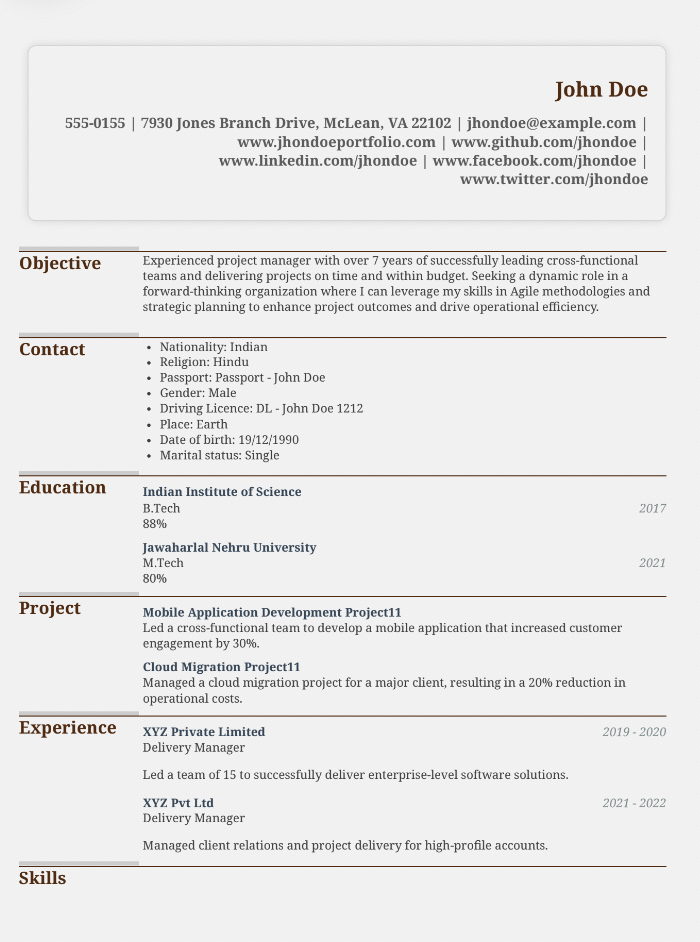 John Doe
555-0155 | 7930 Jones Branch Drive, McLean, VA 22102 | jhondoe@example.com |
www.jhondoeportfolio.com | www.github.com/jhondoe |
www.linkedin.com/jhondoe | www.facebook.com/jhondoe |
www.twitter.com/jhondoe
Objective
Experienced project manager with over 7 years of successfully leading cross-functional
teams and delivering projects on time and within budget. Seeking a dynamic role in a
forward-thinking organization where I can leverage my skills in Agile methodologies and
strategic planning to enhance project outcomes and drive operational efficiency.
Contact
• Nationality: Indian
• Religion: Hindu
• Passport: Passport - John Doe
• Gender: Male
• Driving Licence: DL - John Doe 1212
• Place: Earth
• Date of birth: 19/12/1990
• Marital status: Single
Education
Indian Institute of Science
B.Tech 2017
88%
Jawaharlal Nehru University
M.Tech 2021
80%
Project
Mobile Application Development Project11
Led a cross-functional team to develop a mobile application that increased customer
engagement by 30%.
Cloud Migration Project11
Managed a cloud migration project for a major client, resulting in a 20% reduction in
operational costs.
Experience
XYZ Private Limited 2019 - 2020
Delivery Manager
Led a team of 15 to successfully deliver enterprise-level software solutions.
XYZ Pvt Ltd 2021 - 2022
Delivery Manager
Managed client relations and project delivery for high-profile accounts.
Skills